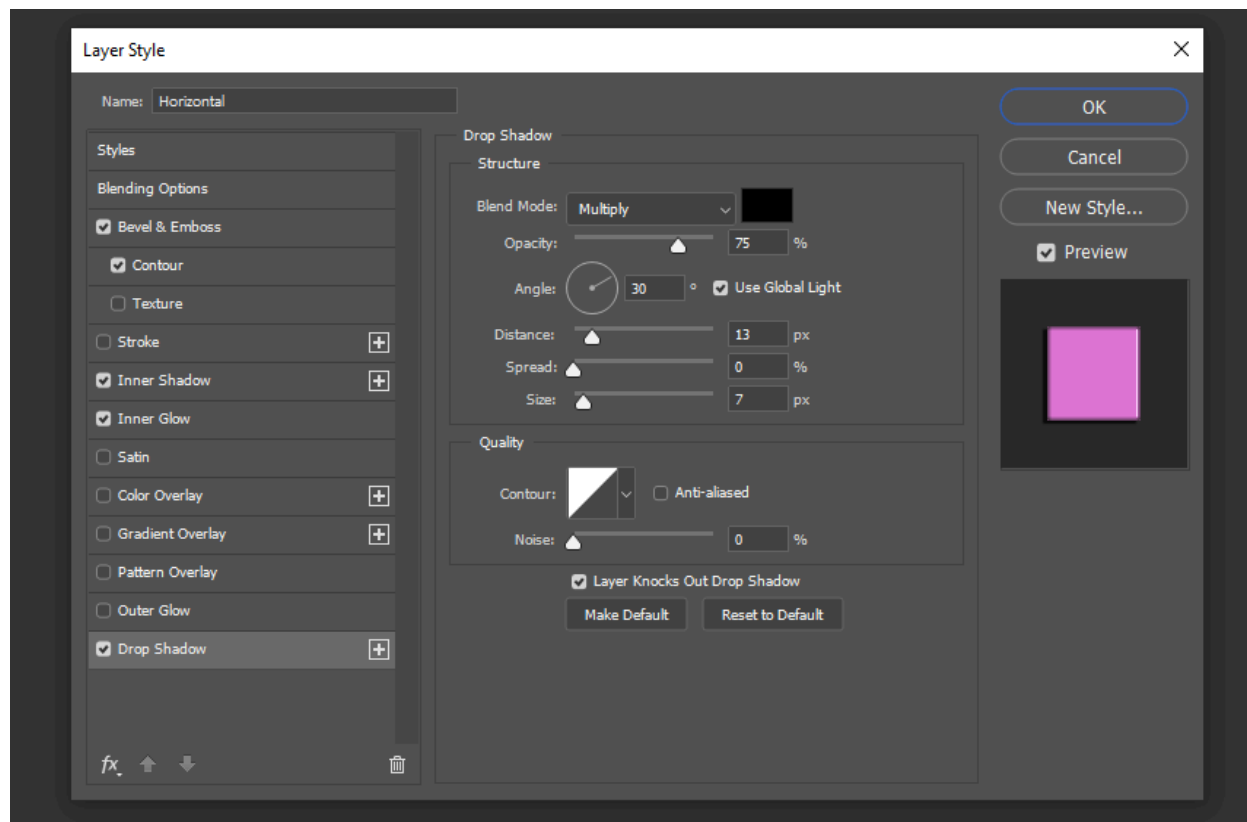 Layer Style
Name: Horizontal
Styles
Blending Options
Bevel & Emboss
Contour
Texture
Stroke
Inner Shadow
Inner Glow
Satin
Color Overlay
Gradient Overlay
Pattern Overlay
Outer Glow
Drop Shadow
fx
Drop Shadow
Structure
Blend Mode: Multiply
Opacity: 75 %
Angle: 30 ° Use Global Light
Distance: 13 px
Spread: 0 %
Size: 7 px
Quality
Contour: Anti-aliased
Noise: 0 %
Layer Knocks Out Drop Shadow
Make Default Reset to Default
OK
Cancel
New Style...
Preview